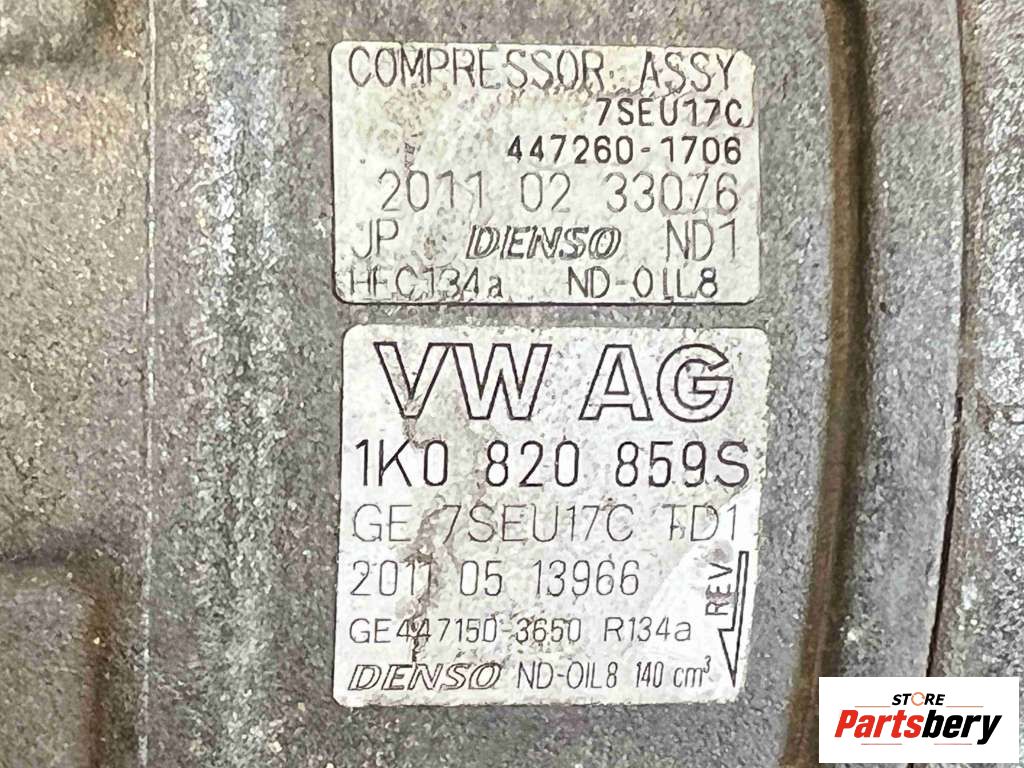 COMPRESSOR ASSY
7SEU17C
447260-1706
2011 02 33076
JP DENSO ND1
HFC134a ND-OIL8
VW AG
1K0 820 859S
GE 7SEU17C TD1
2011 05 13966
REV
GE447150-3650 R134a
DENSO ND-OIL8 140 cm³
STORE
Partsbery